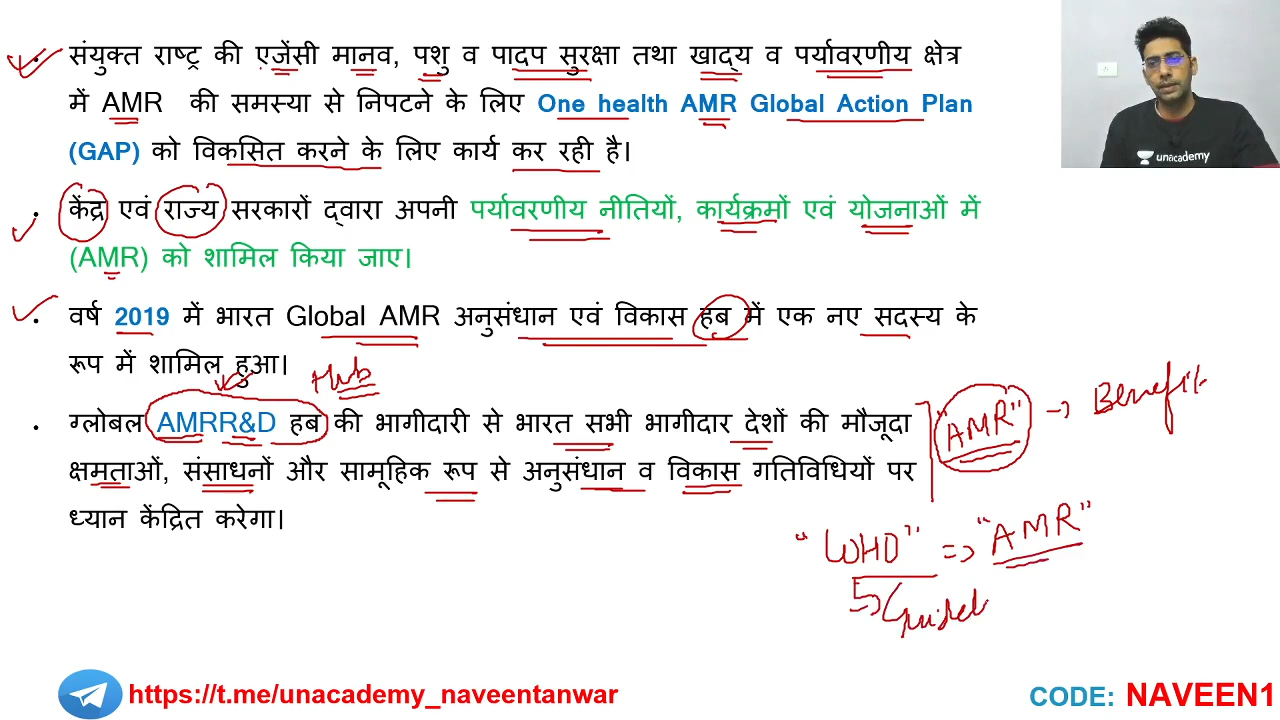 संयुक्त राष्ट्र की एजेंसी मानव, पशु व पादप सुरक्षा तथा खाद्य व पर्यावरणीय क्षेत्र
में AMR की समस्या से निपटने के लिए One health AMR Global Action Plan
(GAP) को विकसित करने के लिए कार्य कर रही है।
केंद्र एवं राज्य सरकारों द्वारा अपनी पर्यावरणीय नीतियों, कार्यक्रमों एवं योजनाओं में
(AMR) को शामिल किया जाए।
वर्ष 2019 में भारत Global AMR अनुसंधान एवं विकास हब में एक नए सदस्य के
रूप में शामिल हुआ।
Hub
ग्लोबल AMRR&D हब की भागीदारी से भारत सभी भागीदार देशों की मौजूदा
क्षमताओं, संसाधनों और सामूहिक रूप से अनुसंधान व विकास गतिविधियों पर
ध्यान केंद्रित करेगा।
"AMR" → Benefit
"WHO" => "AMR"
unacademy
https://t.me/unacademy_naveentanwar
CODE: NAVEEN1